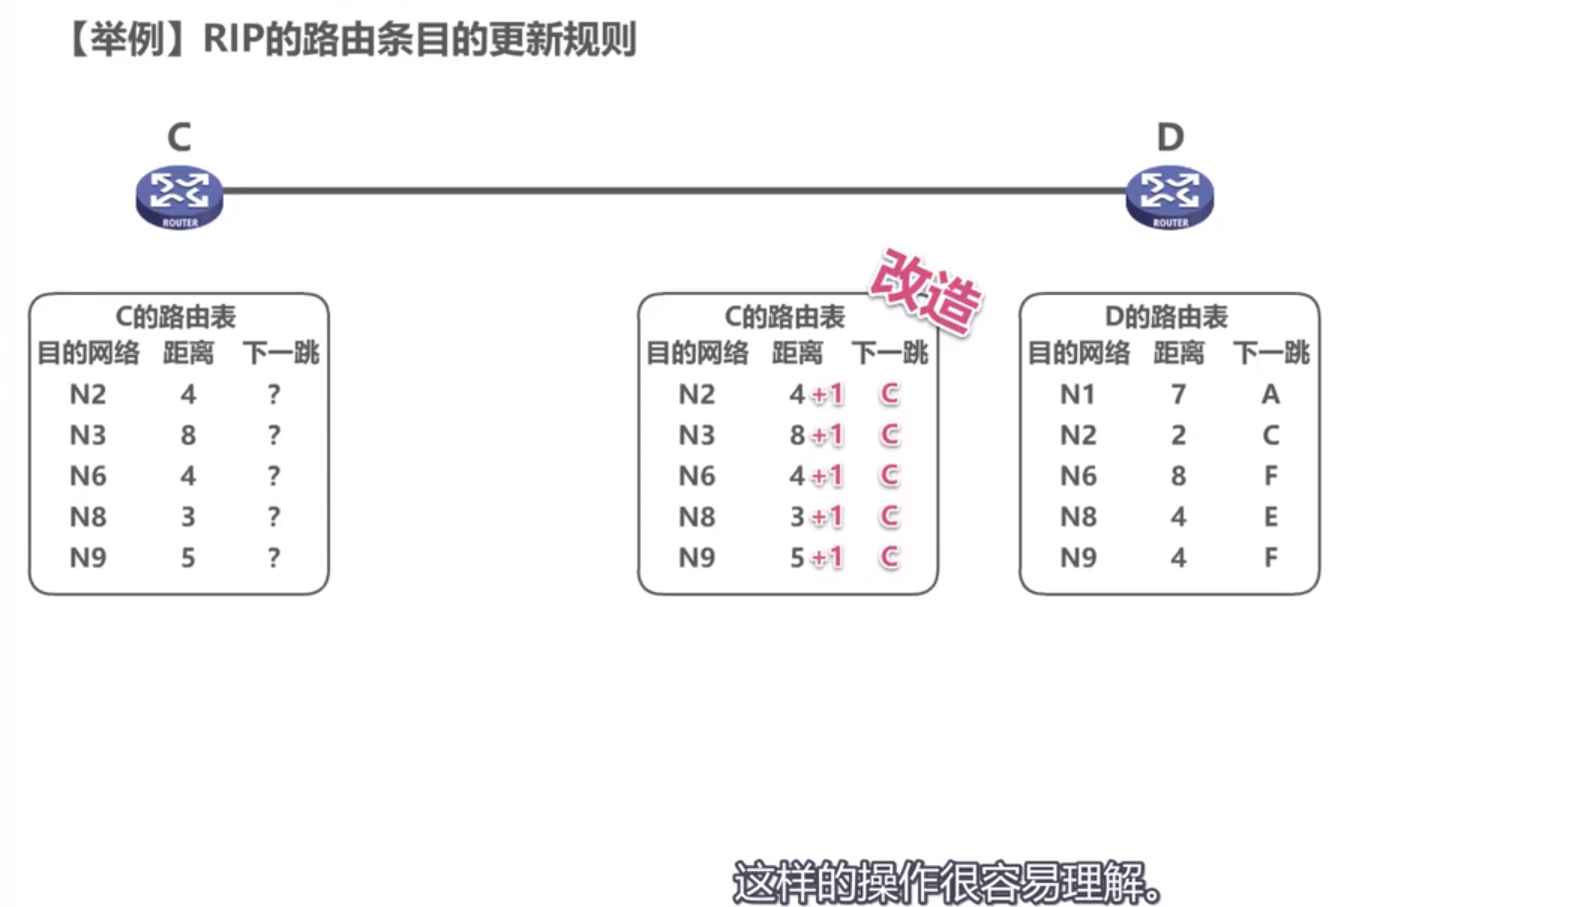 【举例】RIP的路由条目的更新规则
C
D
ROUTER
ROUTER
改造
C的路由表
目的网络 距离 下一跳
N2 4 ?
N3 8 ?
N6 4 ?
N8 3 ?
N9 5 ?
C的路由表
目的网络 距离 下一跳
N2 4+1 C
N3 8+1 C
N6 4+1 C
N8 3+1 C
N9 5+1 C
D的路由表
目的网络 距离 下一跳
N1 7 A
N2 2 C
N6 8 F
N8 4 E
N9 4 F
这样的操作很容易理解。